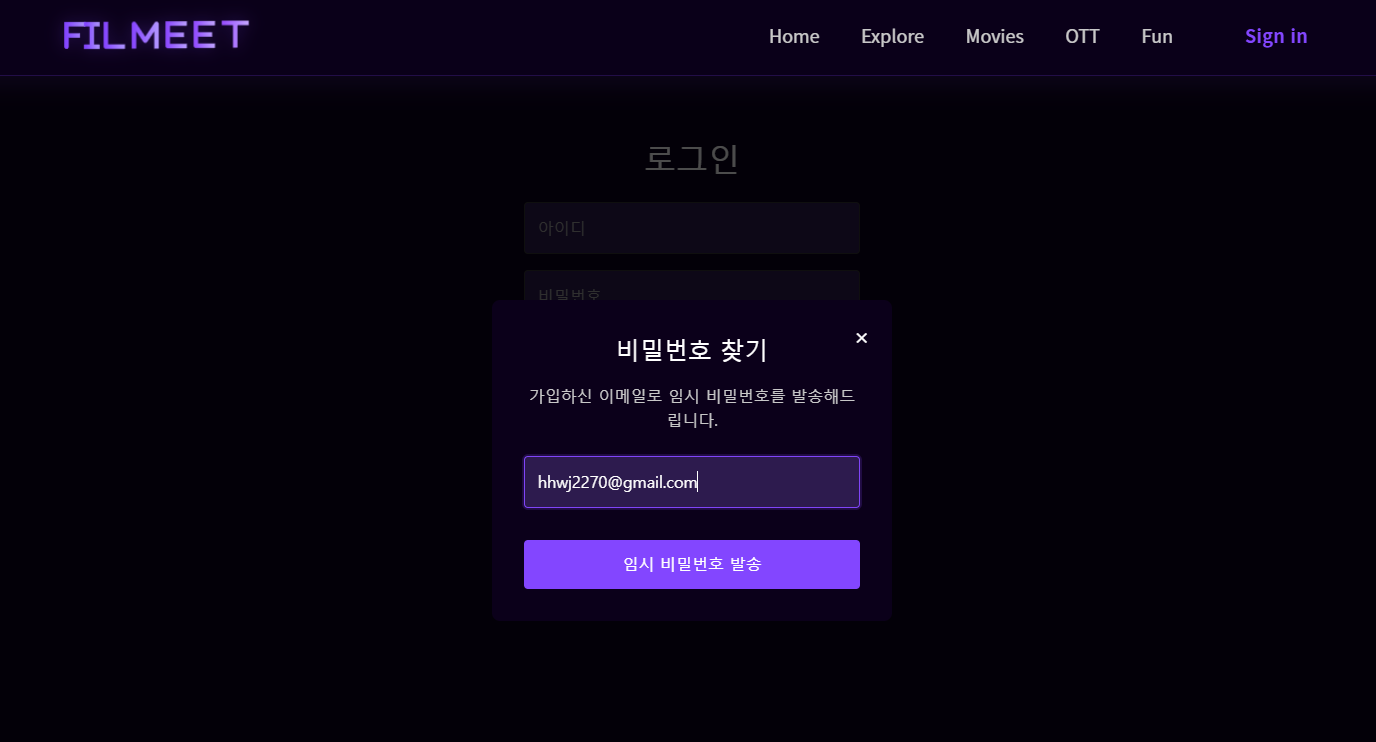 FILMEET
Home Explore Movies OTT Fun Sign in
로그인
아이디
비밀번호
비밀번호 찾기
×
가입하신 이메일로 임시 비밀번호를 발송해드
립니다.
hhwj2270@gmail.com
임시 비밀번호 발송